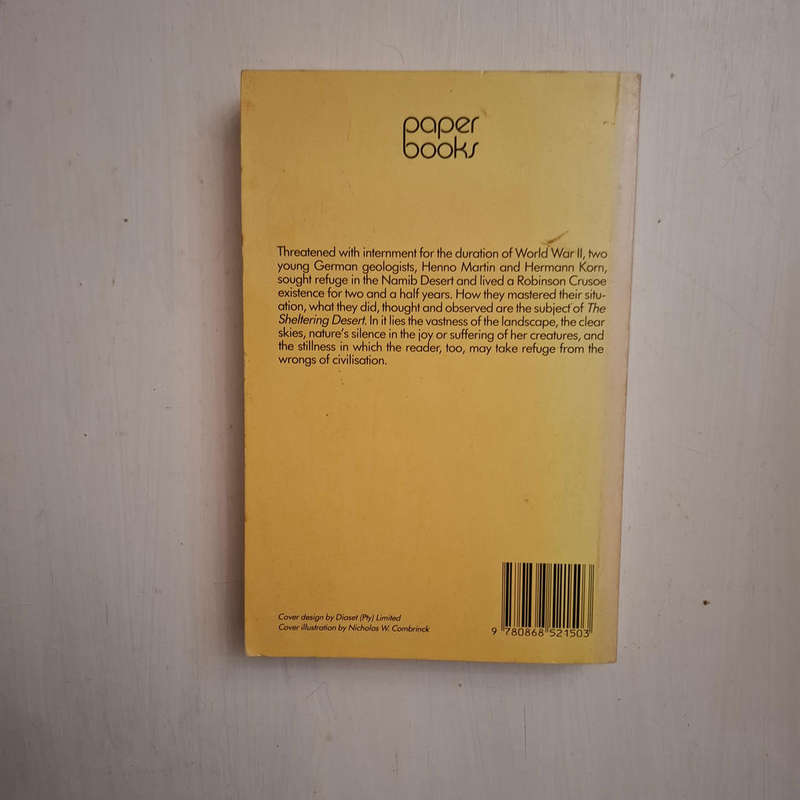 paper
books
Threatened with internment for the duration of World War II, two
young German geologists, Henno Martin and Hermann Korn,
sought refuge in the Namib Desert and lived a Robinson Crusoe
existence for two and a half years. How they mastered their situ-
ation, what they did, thought and observed are the subject of The
Sheltering Desert. In it lies the vastness of the landscape, the clear
skies, nature's silence in the joy or suffering of her creatures, and
the stillness in which the reader, too, may take refuge from the
wrongs of civilisation.
Cover design by Diaset (Pty) Limited
Cover illustration by Nicholas W. Combrinck
9 780868 521503